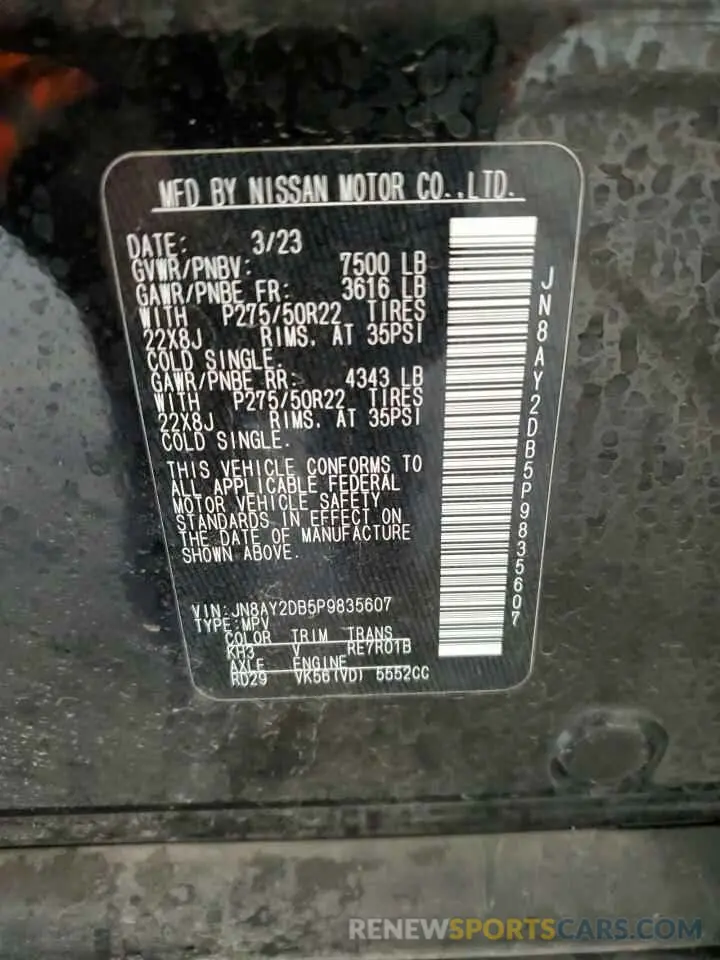 MFD BY NISSAN MOTOR CO.,LTD.
DATE: 3/23
GVWR/PNBV: 7500 LB
GAWR/PNBE FR: 3616 LB
WITH P275/50R22 TIRES
22X8J RIMS, AT 35PSI
COLD SINGLE.
GAWR/PNBE RR: 4343 LB
WITH P275/50R22 TIRES
22X8J RIMS, AT 35PSI
COLD SINGLE.
THIS VEHICLE CONFORMS TO
ALL APPLICABLE FEDERAL
MOTOR VEHICLE SAFETY
STANDARDS IN EFFECT ON
THE DATE OF MANUFACTURE
SHOWN ABOVE.
VIN:JN8AY2DB5P9835607
TYPE:MPV
COLOR TRIM TRANS
KH3 V RE7R01B
AXLE ENGINE
RD29 VK56(VD) 5552CC
JN8AY2DB5P9835607
RENEWSPORTSCARS.COM